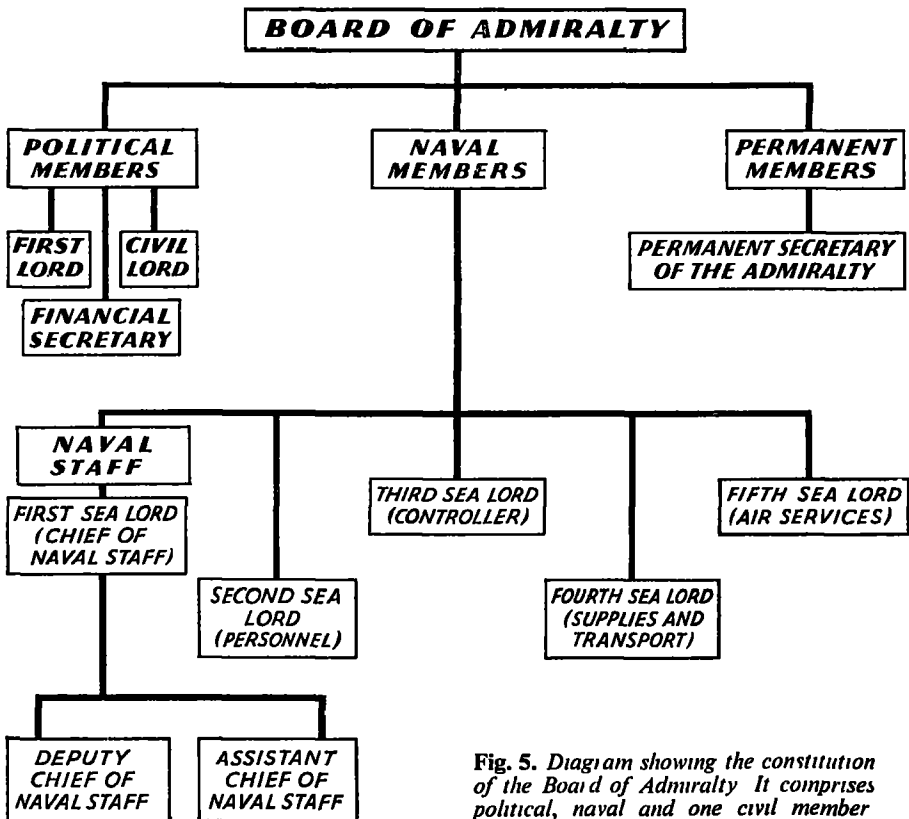 BOARD OF ADMIRALTY
POLITICAL
MEMBERS
NAVAL
MEMBERS
PERMANENT
MEMBERS
FIRST
LORD
CIVIL
LORD
FINANCIAL
SECRETARY
PERMANENT SECRETARY
OF THE ADMIRALTY
NAVAL
STAFF
FIRST SEA LORD
(CHIEF OF
NAVAL STAFF)
SECOND SEA
LORD
(PERSONNEL)
THIRD SEA LORD
(CONTROLLER)
FOURTH SEA LORD
(SUPPLIES AND
TRANSPORT)
FIFTH SEA LORD
(AIR SERVICES)
DEPUTY
CHIEF OF
NAVAL STAFF
ASSISTANT
CHIEF OF
NAVAL STAFF
Fig. 5. Diagram showing the constitution
of the Board of Admiralty It comprises
political, naval and one civil member